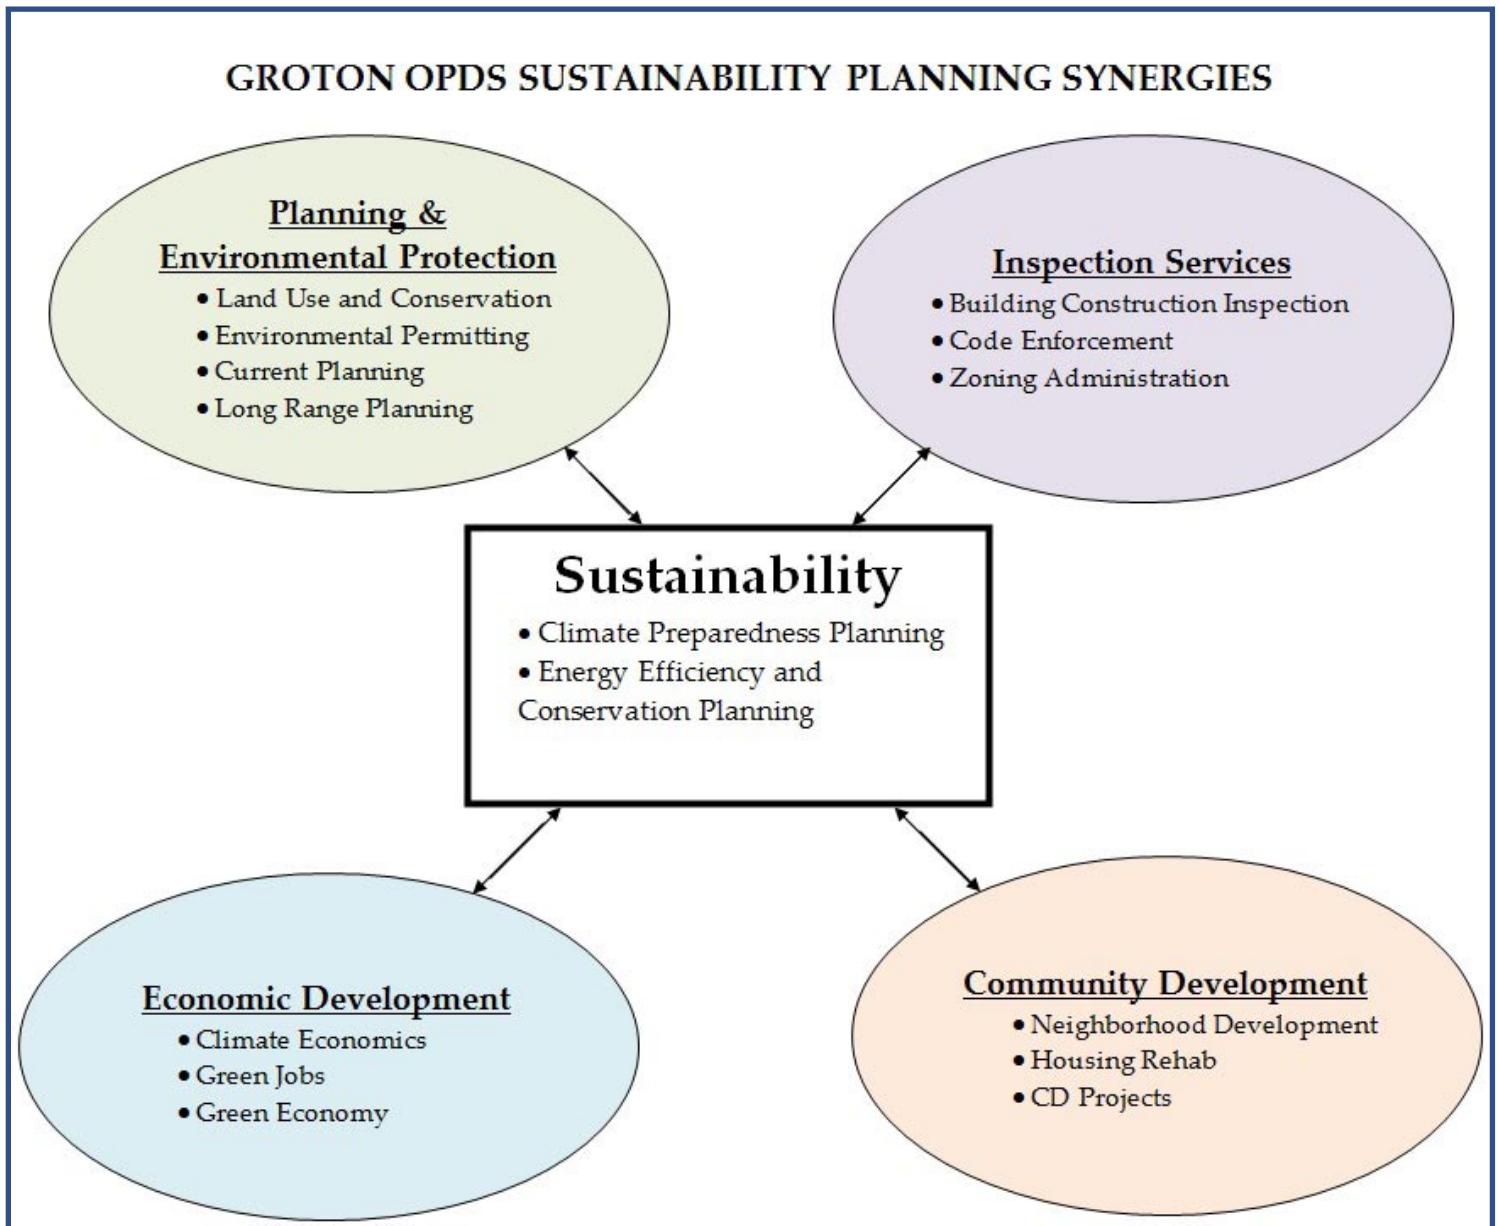 GROTON OPDS SUSTAINABILITY PLANNING SYNERGIES
Planning &
Environmental Protection
• Land Use and Conservation
• Environmental Permitting
• Current Planning
• Long Range Planning
Inspection Services
• Building Construction Inspection
• Code Enforcement
• Zoning Administration
Sustainability
• Climate Preparedness Planning
• Energy Efficiency and
Conservation Planning
Economic Development
• Climate Economics
• Green Jobs
• Green Economy
Community Development
• Neighborhood Development
• Housing Rehab
• CD Projects